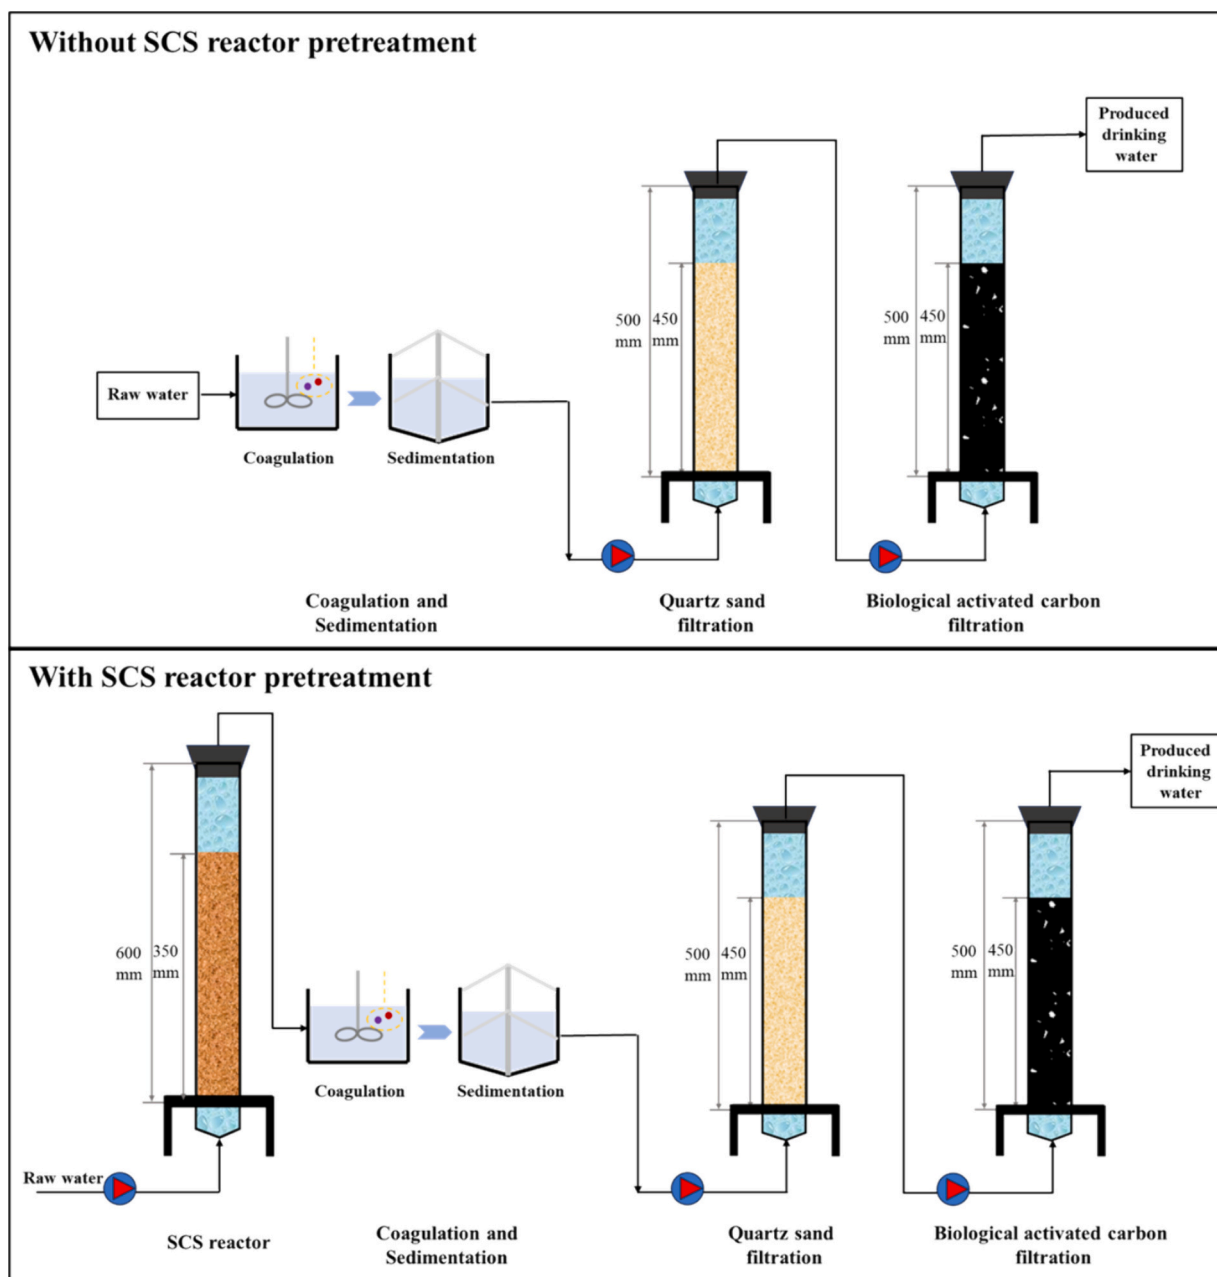 Without SCS reactor pretreatment
Produced
drinking
water
500
mm
450
mm
500
mm
450
mm
Raw water
Coagulation
Sedimentation
Coagulation and
Sedimentation
Quartz sand
filtration
Biological activated carbon
filtration
With SCS reactor pretreatment
Produced
drinking
water
600
mm
350
mm
500
mm
450
mm
500
mm
450
mm
Coagulation
Sedimentation
Raw water
SCS reactor
Coagulation and
Sedimentation
Quartz sand
filtration
Biological activated carbon
filtration